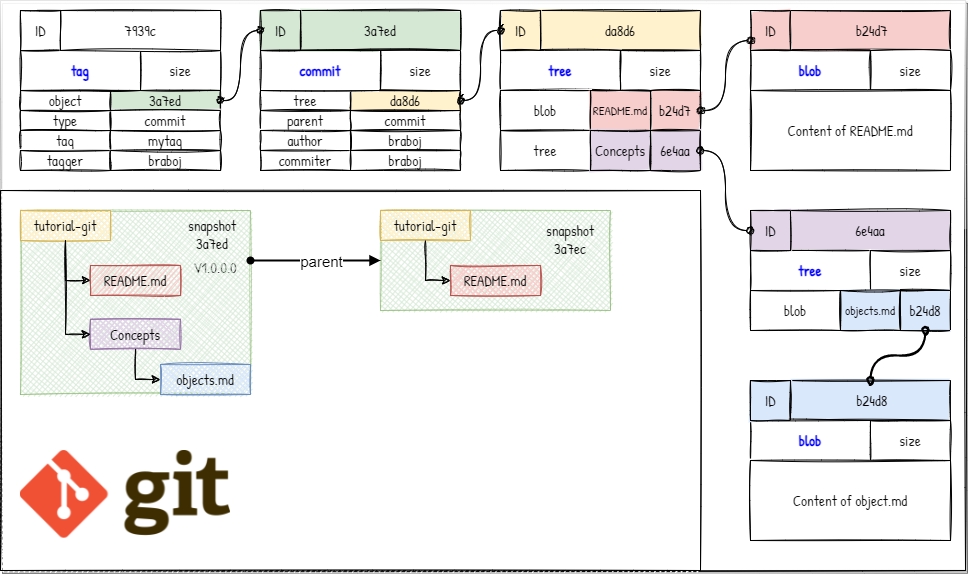 ID 7939c
tag size
object 3a7ed
type commit
tag mytag
tagger braboj
ID 3a7ed
commit size
tree da8d6
parent commit
author braboj
commiter braboj
ID da8d6
tree size
blob README.md b24d7
tree Concepts 6e4aa
ID b24d7
blob size
Content of README.md
ID 6e4aa
tree size
blob objects.md b24d8
ID b24d8
blob size
Content of object.md
tutorial-git
snapshot
3a7ed
V1.0.0.0
README.md
Concepts
objects.md
parent
tutorial-git
snapshot
3a7ec
README.md
git